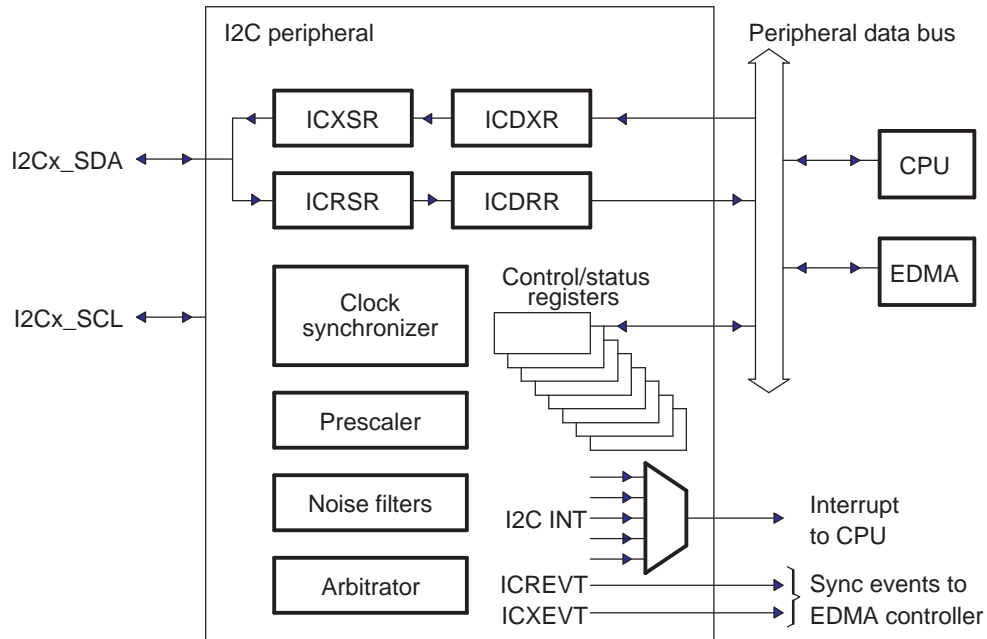 I2C peripheral
Peripheral data bus
ICXSR
ICDXR
I2Cx_SDA
CPU
ICRSR
ICDRR
EDMA
Control/status
registers
Clock
synchronizer
I2Cx_SCL
Prescaler
Noise filters
I2C INT
Interrupt
to CPU
Arbitrator
ICREVT
ICXEVT
Sync events to
EDMA controller